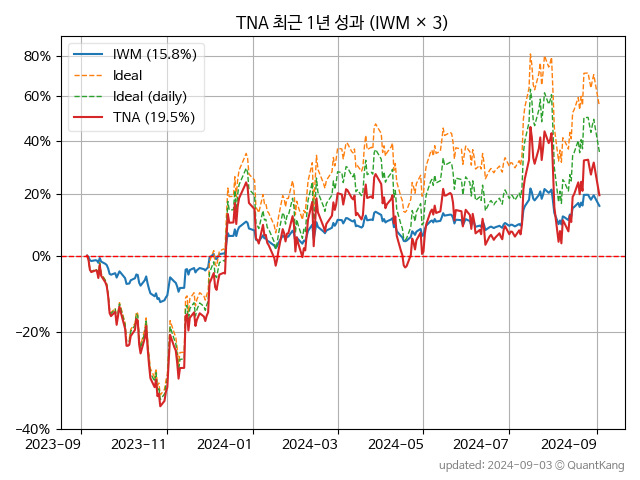 TNA 최근 1년 성과 (IWM × 3)
IWM (15.8%)
Ideal
Ideal (daily)
TNA (19.5%)
80%
60%
40%
20%
0%
−20%
−40%
2023-09 2023-11 2024-01 2024-03 2024-05 2024-07 2024-09
updated: 2024-09-03 © QuantKang